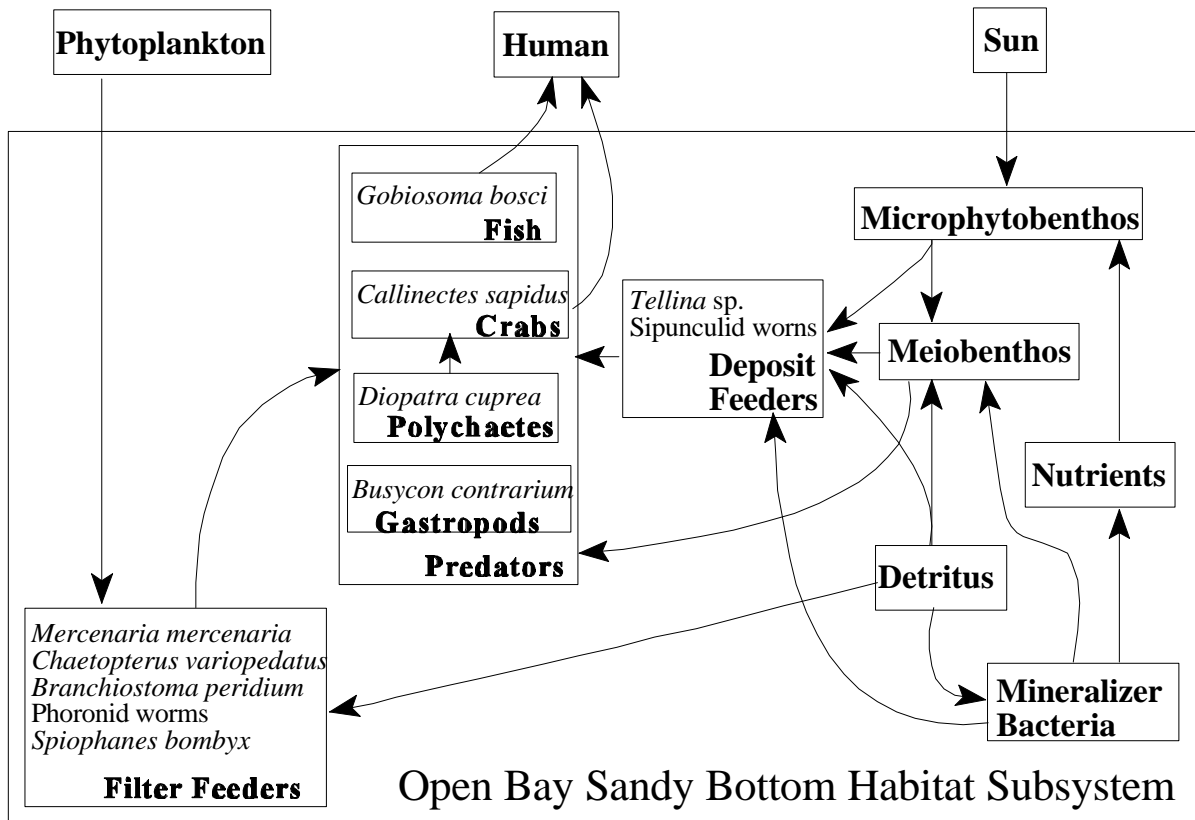 Phytoplankton
Human
Sun
Gobiosoma bosci
Fish
Callinectes sapidus
Crabs
Diopatra cuprea
Polychaetes
Busycon contrarium
Gastropods
Predators
Tellina sp.
Sipunculid worns
Deposit
Feeders
Microphytobenthos
Meiobenthos
Nutrients
Detritus
Mineralizer
Bacteria
Mercenaria mercenaria
Chaetopterus variopedatus
Branchiostoma peridium
Phoronid worms
Spiophanes bombyx
Filter Feeders
Open Bay Sandy Bottom Habitat Subsystem